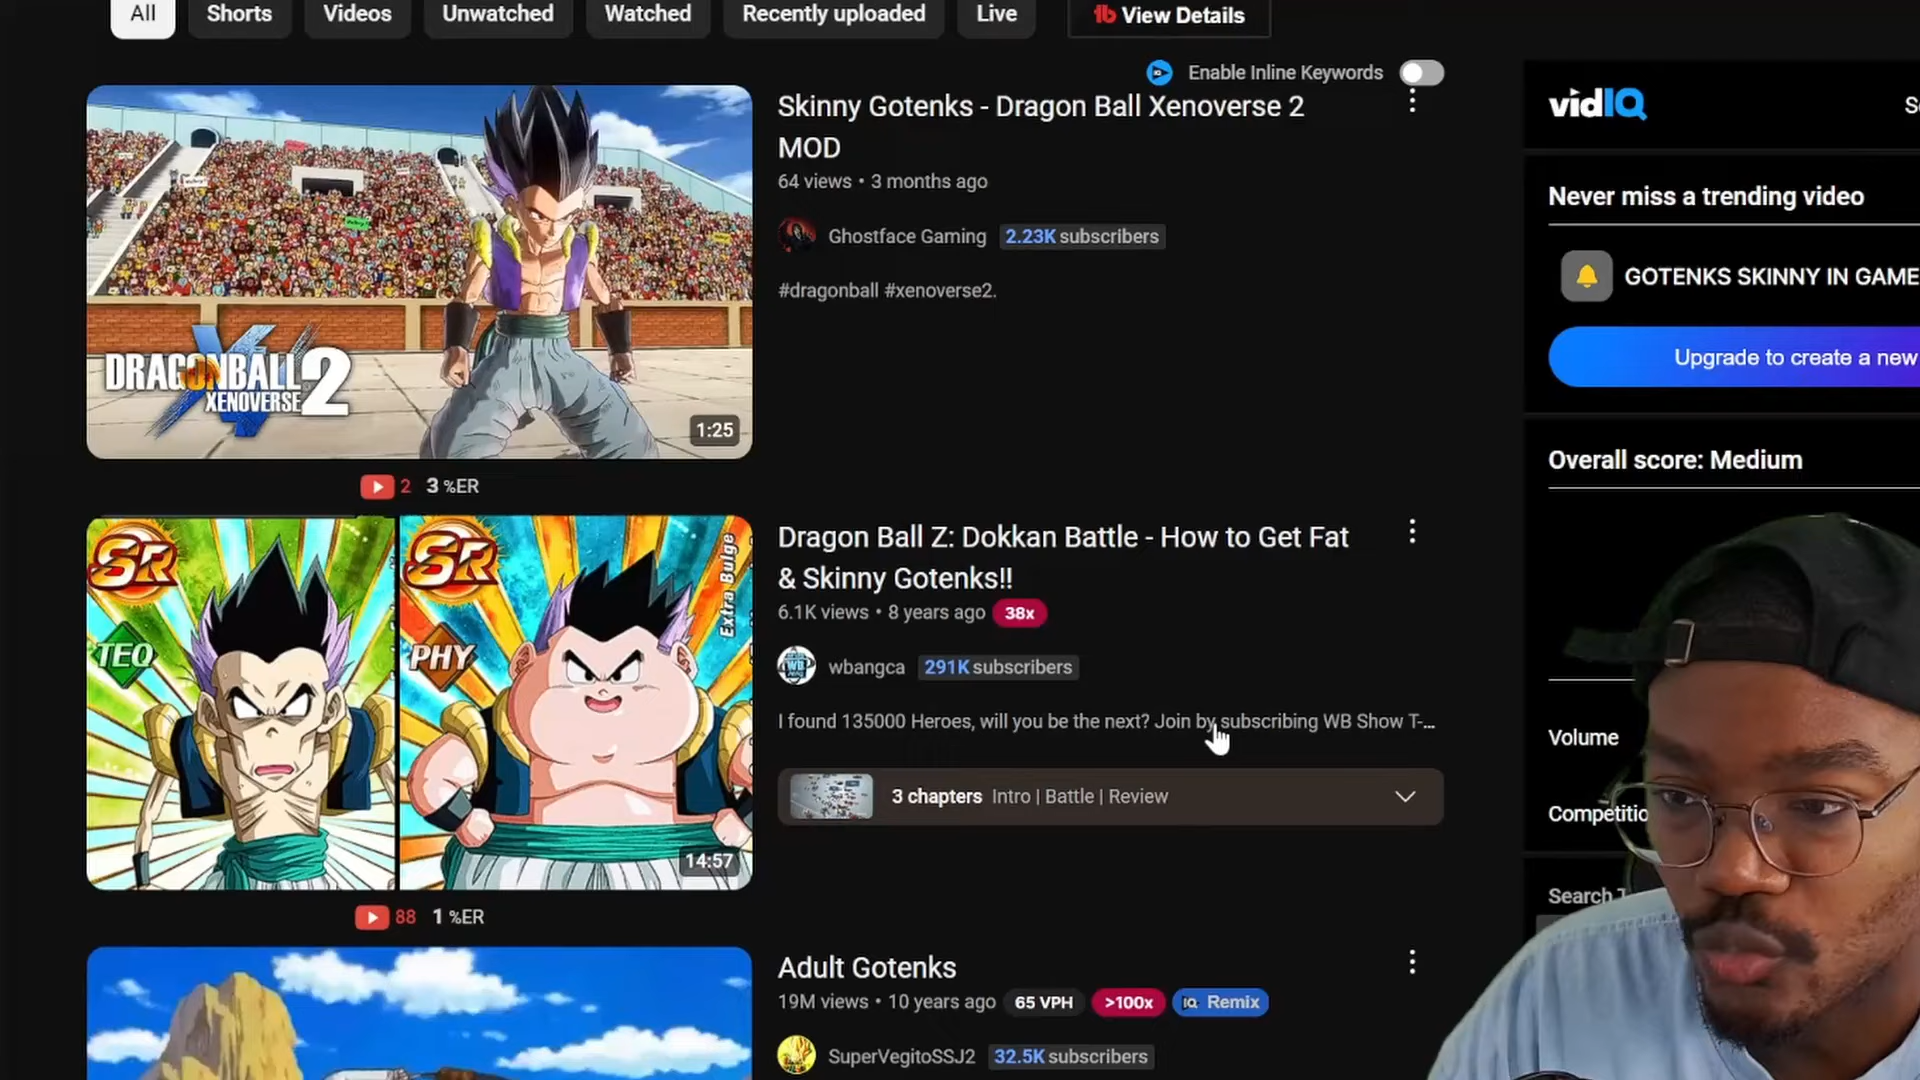 All
Shorts
Videos
Unwatched
Watched
Recently uploaded
Live
View Details
Enable Inline Keywords
Skinny Gotenks - Dragon Ball Xenoverse 2
MOD
64 views • 3 months ago
Ghostface Gaming 2.23K subscribers
#dragonball #xenoverse2.
DRAGONBALL
XENOVERSE 2
1:25
2 3 %ER
SR
TEQ
SR
PHY
Extra Bulge
14:57
Dragon Ball Z: Dokkan Battle - How to Get Fat
& Skinny Gotenks!!
6.1K views • 8 years ago 38x
wbangca 291K subscribers
I found 135000 Heroes, will you be the next? Join by subscribing WB Show T-...
3 chapters Intro | Battle | Review
88 1 %ER
Adult Gotenks
19M views • 10 years ago 65 VPH >100x Remix
SuperVegitoSSJ2 32.5K subscribers
vidIQ
Never miss a trending video
GOTENKS SKINNY IN GAME
Upgrade to create a new
Overall score: Medium
Volume
Competitio
Search